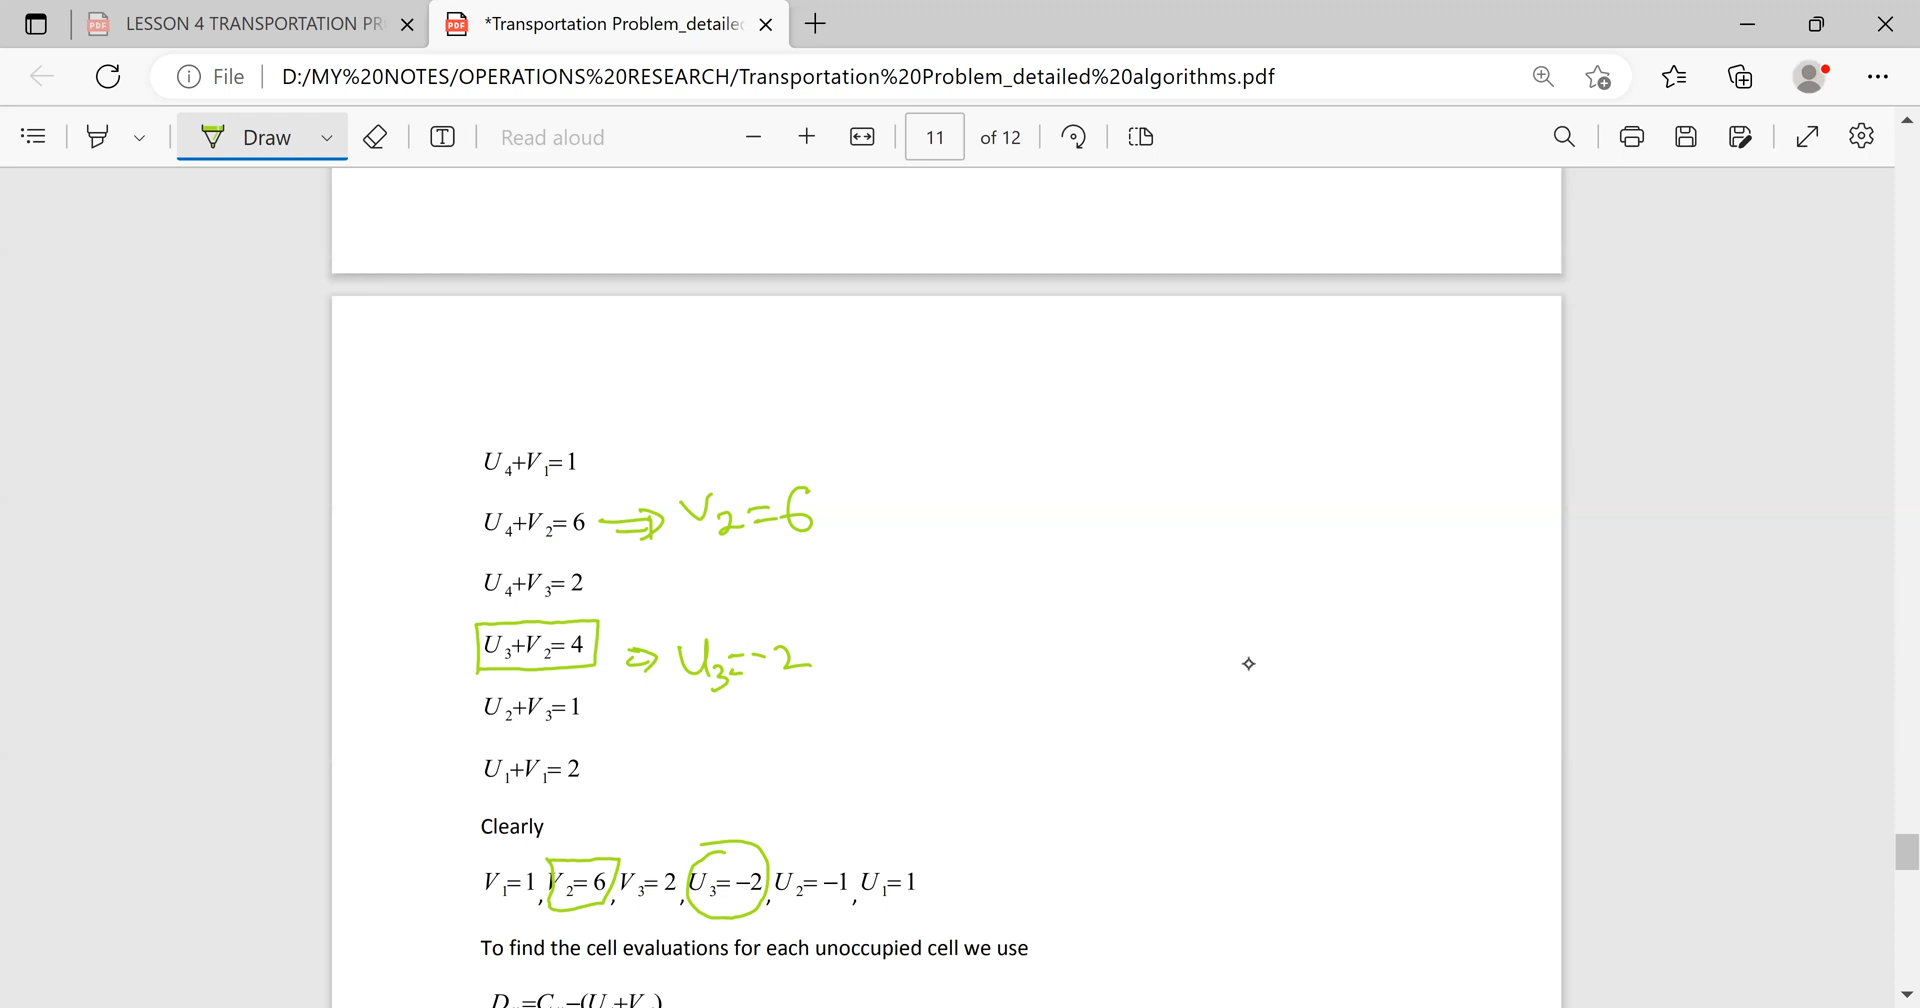 LESSON 4 TRANSPORTATION PR
*Transportation Problem_detailed
File
D:/MY%20NOTES/OPERATIONS%20RESEARCH/Transportation%20Problem_detailed%20algorithms.pdf
Draw
T
Read aloud
11 of 12
U4+V1=1
U4+V2=6 ⇒ V2=6
U4+V3=2
U3+V2=4 ⇒ U3=-2
U2+V3=1
U1+V1=2
Clearly
V1=1, V2=6, V3=2, U3=−2, U2=−1, U1=1
To find the cell evaluations for each unoccupied cell we use